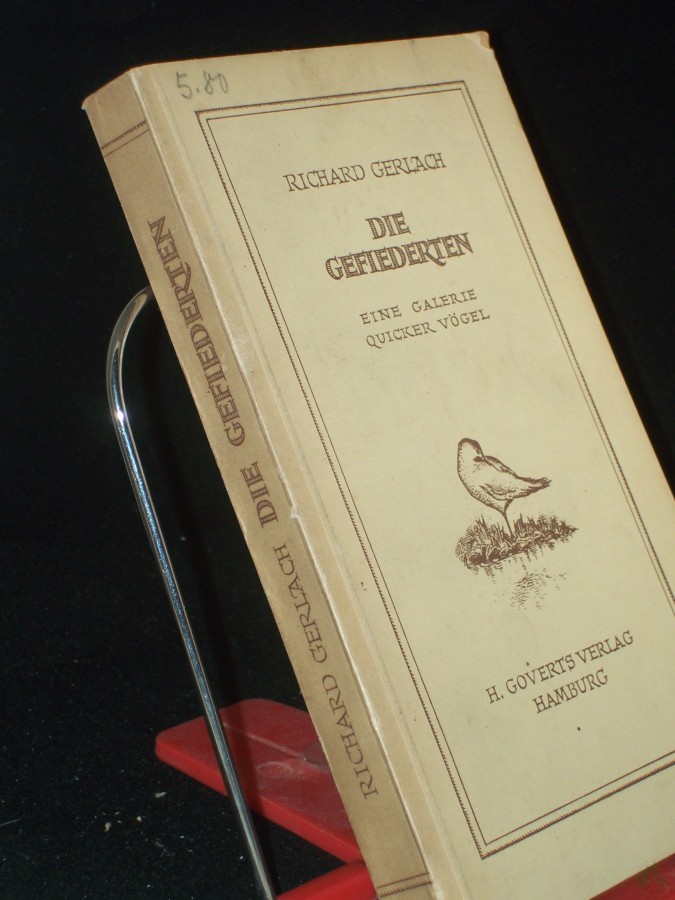 5.80
RICHARD GERLACH
DIE
GEFIEDERTEN
EINE GALERIE
QUICKER VÖGEL
H. GOVERTS VERLAG
HAMBURG
RICHARD GERLACH DIE GEFIEDERTEN